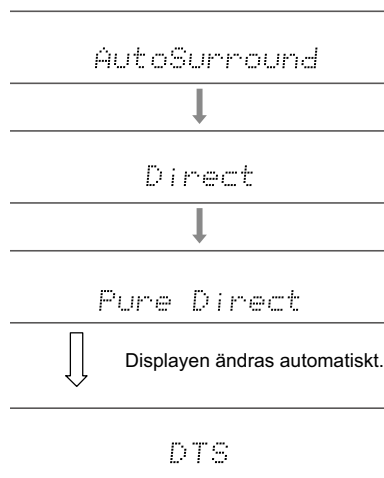 AutoSurround
Direct
Pure Direct
Displayen ändras automatiskt.
DTS